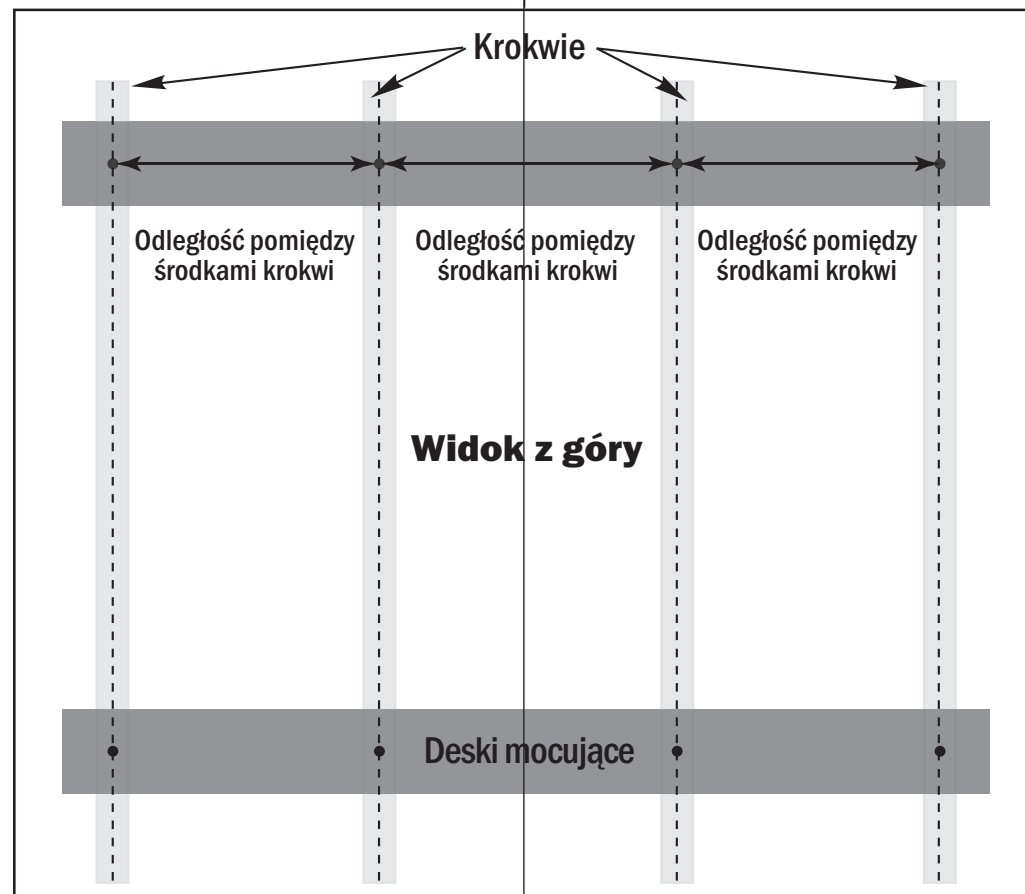 Krokwie
Odległość pomiędzy
środkami krokwi
Odległość pomiędzy
środkami krokwi
Odległość pomiędzy
środkami krokwi
Widok z góry
Deski mocujące